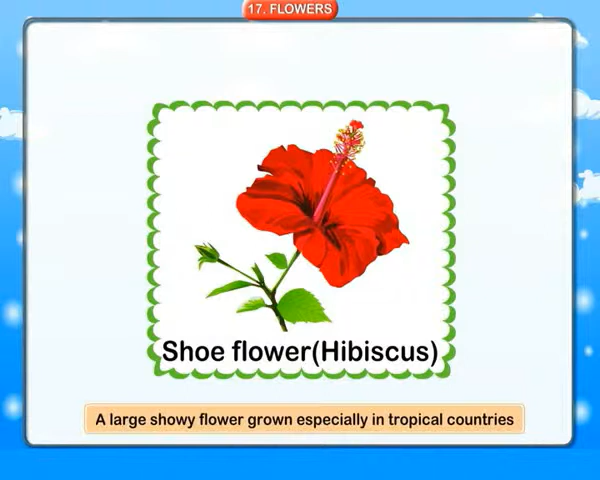 17. FLOWERS
Shoe flower(Hibiscus)
A large showy flower grown especially in tropical countries